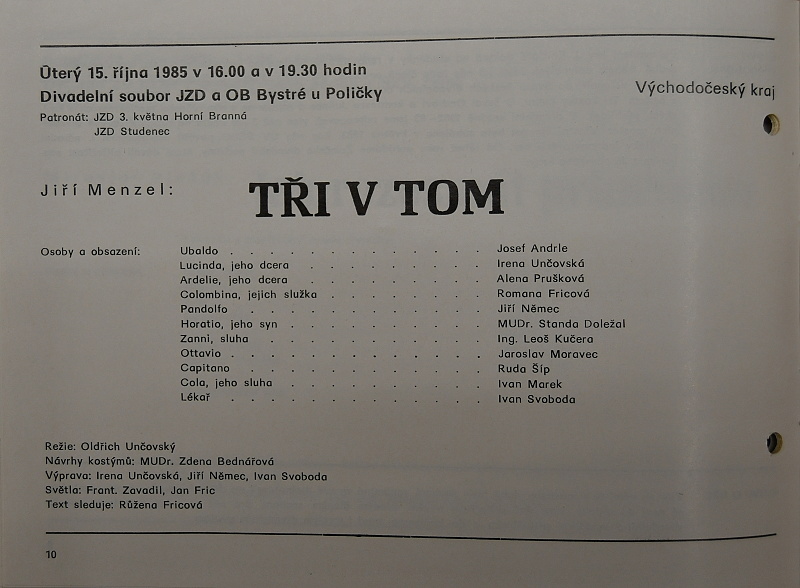 Úterý 15. října 1985 v 16.00 a v 19.30 hodin
Divadelní soubor JZD a OB Bystré u Poličky
Východočeský kraj
Patronát: JZD 3. května Horní Branná
JZD Studenec
Jiří Menzel: TŘI V TOM
Osoby a obsazení: Ubaldo . . . . . . . . . . . . . Josef Andrle
Lucinda, jeho dcera . . . . . . . . . Irena Unčovská
Ardelie, jeho dcera . . . . . . . . . Alena Prušková
Colombina, jejich služka . . . . . . . . Romana Fricová
Pandolfo . . . . . . . . . . . . Jiří Němec
Horatio, jeho syn . . . . . . . . . . MUDr. Standa Doležal
Zanni, sluha . . . . . . . . . . . Ing. Leoš Kučera
Ottavio . . . . . . . . . . . . . Jaroslav Moravec
Capitano . . . . . . . . . . . . Ruda Šíp
Cola, jeho sluha . . . . . . . . . . Ivan Marek
Lékař . . . . . . . . . . . . . Ivan Svoboda
Režie: Oldřich Unčovský
Návrhy kostýmů: MUDr. Zdena Bednářová
Výprava: Irena Unčovská, Jiří Němec, Ivan Svoboda
Světla: Frant. Zavadil, Jan Fric
Text sleduje: Růžena Fricová
10